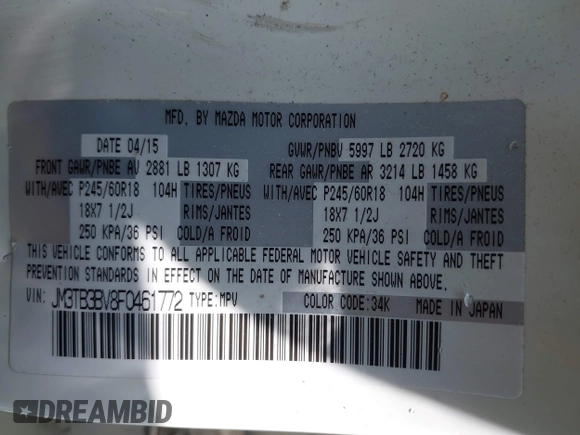 MFD. BY MAZDA MOTOR CORPORATION
DATE 04/15 GVWR/PNBV 5997 LB 2720 KG
FRONT GAWR/PNBE AV 2881 LB 1307 KG REAR GAWR/PNBE AR 3214 LB 1458 KG
WITH/AVEC P245/60R18 104H TIRES/PNEUS WITH/AVEC P245/60R18 104H TIRES/PNEUS
18X7 1/2J RIMS/JANTES 18X7 1/2J RIMS/JANTES
250 KPA/36 PSI COLD/A FROID 250 KPA/36 PSI COLD/A FROID
THIS VEHICLE CONFORMS TO ALL APPLICABLE FEDERAL MOTOR VEHICLE SAFETY AND THEFT
PREVENTION STANDARDS IN EFFECT ON THE DATE OF MANUFACTURE SHOWN ABOVE.
VIN: JM3TB3BV8F0461772 TYPE:MPV COLOR CODE:34K MADE IN JAPAN
DREAMBID